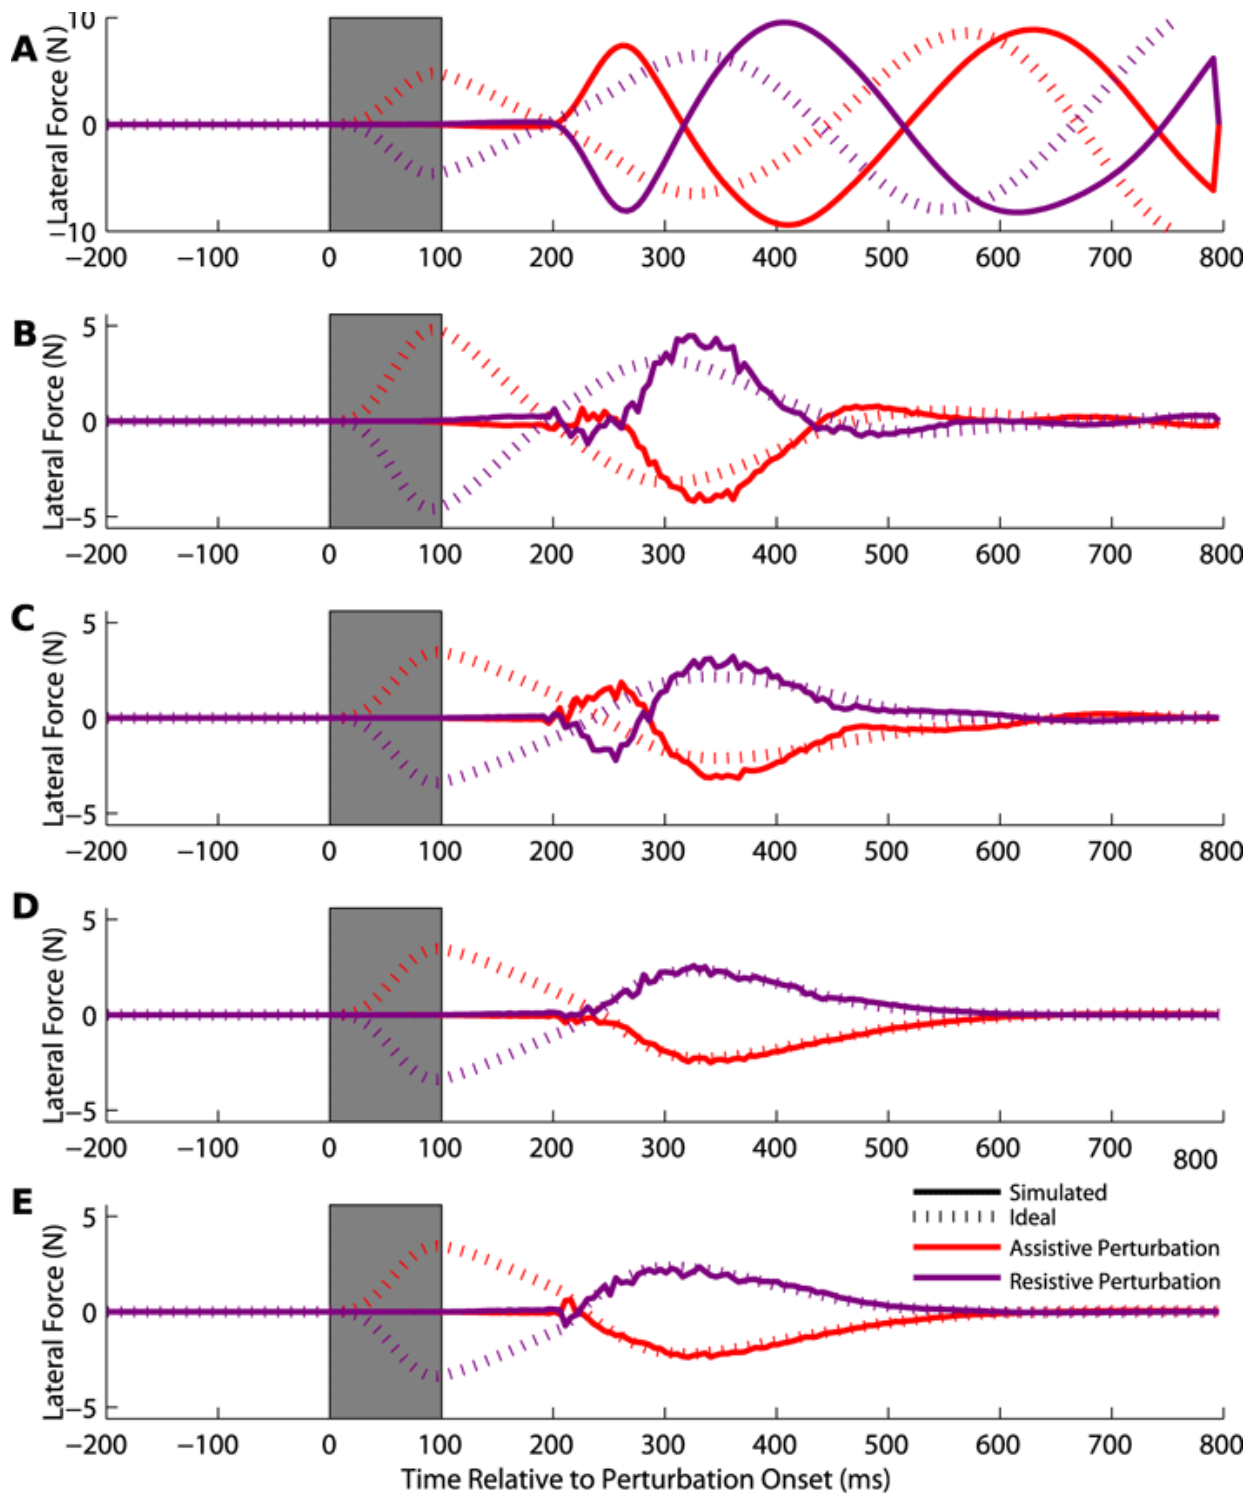 A
Lateral Force (N)
10
0
−10
−200 −100 0 100 200 300 400 500 600 700 800
B
Lateral Force (N)
5
0
−5
−200 −100 0 100 200 300 400 500 600 700 800
C
Lateral Force (N)
5
0
−5
−200 −100 0 100 200 300 400 500 600 700 800
D
Lateral Force (N)
5
0
−5
−200 −100 0 100 200 300 400 500 600 700 800
E
Lateral Force (N)
5
0
−5
Simulated
Ideal
Assistive Perturbation
Resistive Perturbation
−200 −100 0 100 200 300 400 500 600 700 800
Time Relative to Perturbation Onset (ms)